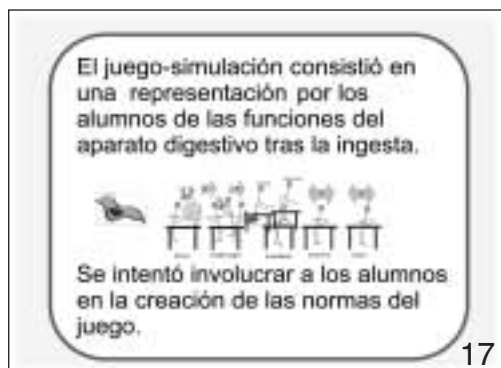 El juego-simulación consistió en
una representación por los
alumnos de las funciones del
aparato digestivo tras la ingesta.
Se intentó involucrar a los alumnos
en la creación de las normas del
juego.
17